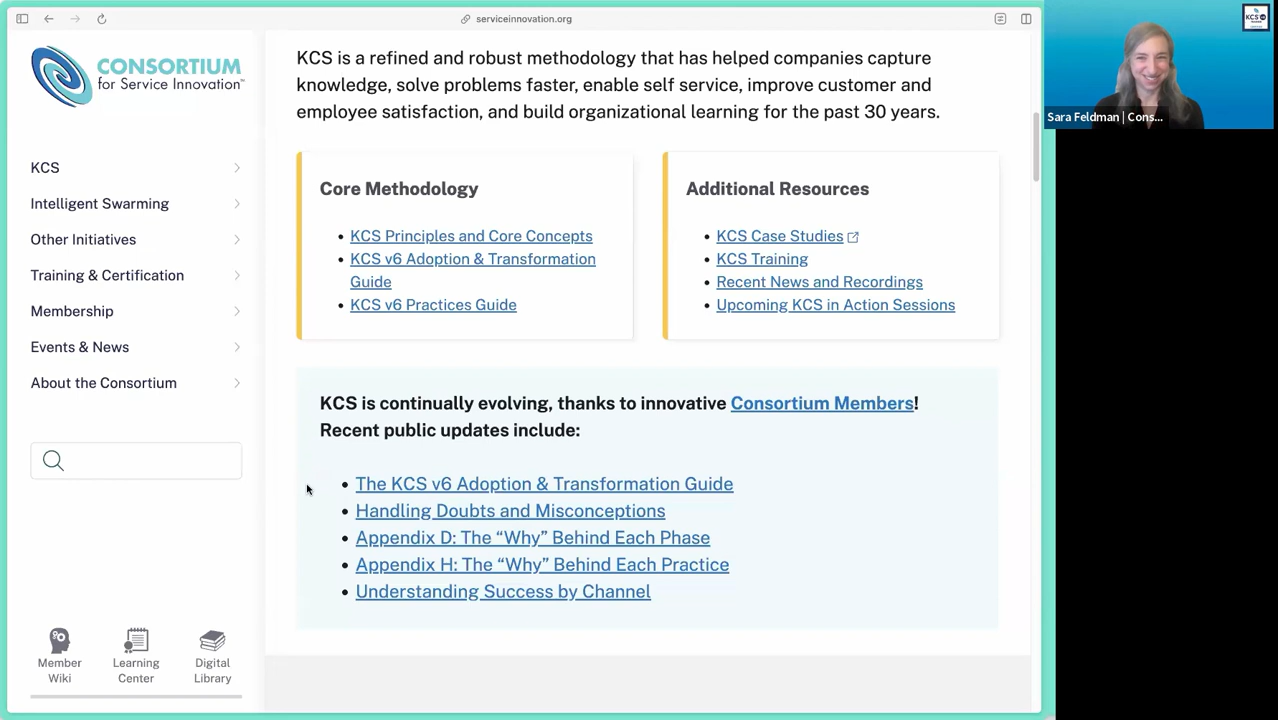 serviceinnovation.org
CONSORTIUM
for Service Innovation™
KCS
Intelligent Swarming
Other Initiatives
Training & Certification
Membership
Events & News
About the Consortium
Member
Wiki
Learning
Center
Digital
Library
KCS is a refined and robust methodology that has helped companies capture
knowledge, solve problems faster, enable self service, improve customer and
employee satisfaction, and build organizational learning for the past 30 years.
Core Methodology
KCS Principles and Core Concepts
KCS v6 Adoption & Transformation
Guide
KCS v6 Practices Guide
Additional Resources
KCS Case Studies
KCS Training
Recent News and Recordings
Upcoming KCS in Action Sessions
KCS is continually evolving, thanks to innovative Consortium Members!
Recent public updates include:
The KCS v6 Adoption & Transformation Guide
Handling Doubts and Misconceptions
Appendix D: The “Why” Behind Each Phase
Appendix H: The “Why” Behind Each Practice
Understanding Success by Channel
Sara Feldman | Cons...
KCS